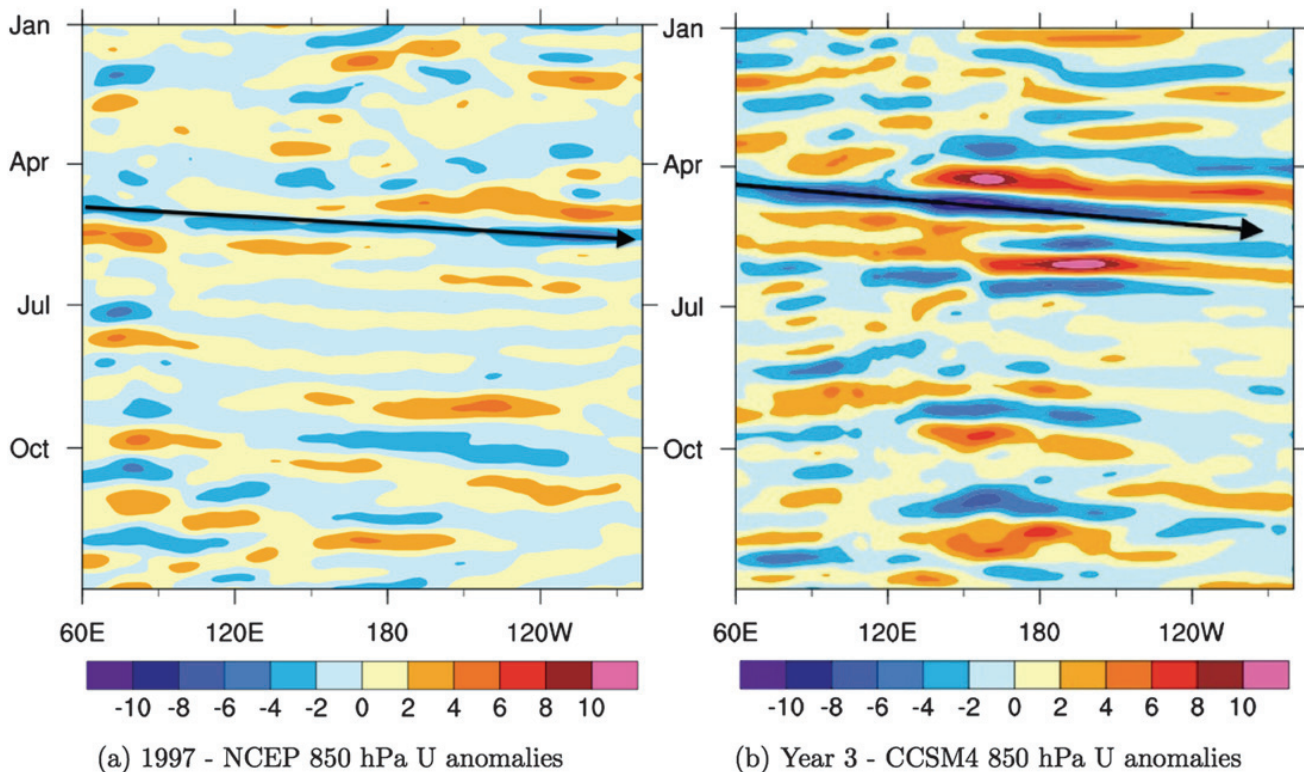 Jan
Apr
Jul
Oct
60E 120E 180 120W
-10 -8 -6 -4 -2 0 2 4 6 8 10
(a) 1997 - NCEP 850 hPa U anomalies
Jan
Apr
Jul
Oct
60E 120E 180 120W
-10 -8 -6 -4 -2 0 2 4 6 8 10
(b) Year 3 - CCSM4 850 hPa U anomalies